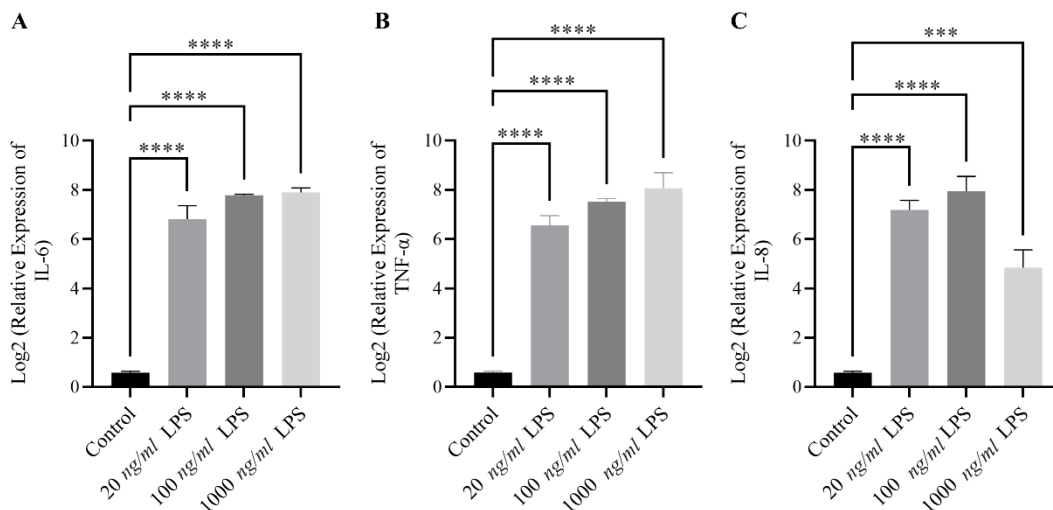 A
****
****
****
Log2 (Relative Expression of
IL-6)
10
8
6
4
2
0
Control
20 ng/ml LPS
100 ng/ml LPS
1000 ng/ml LPS
B
****
****
****
Log2 (Relative Expression of
TNF-α)
10
8
6
4
2
0
Control
20 ng/ml LPS
100 ng/ml LPS
1000 ng/ml LPS
C
***
****
****
Log2 (Relative Expression of
IL-8)
10
8
6
4
2
0
Control
20 ng/ml LPS
100 ng/ml LPS
1000 ng/ml LPS